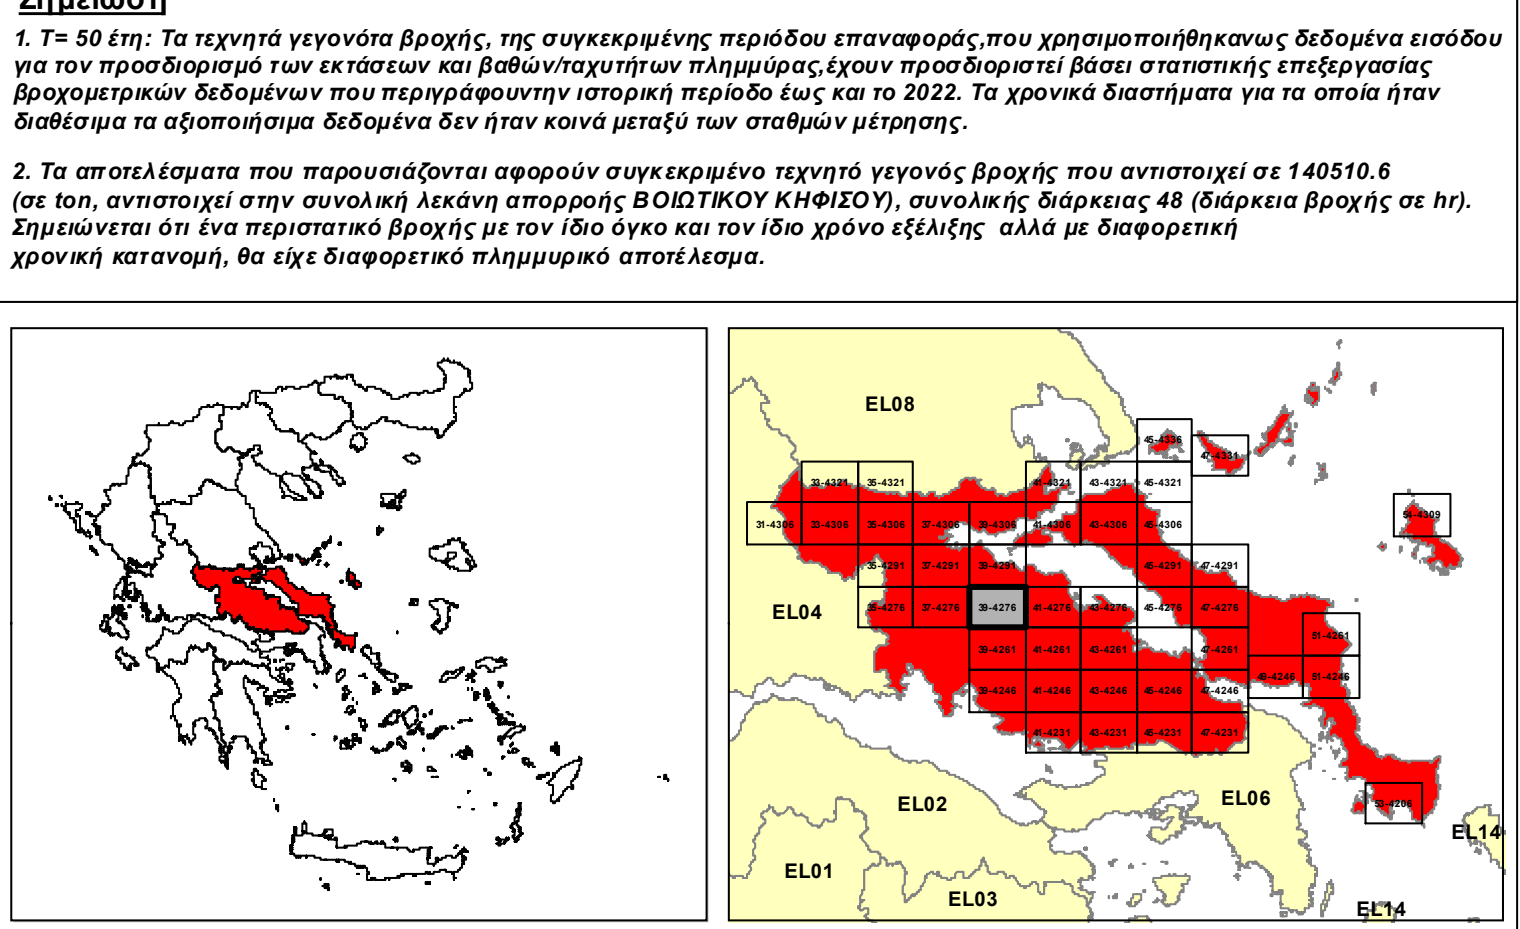 Σημείωση
1. Τ= 50 έτη: Τα τεχνητά γεγονότα βροχής, της συγκεκριμένης περιόδου επαναφοράς,που χρησιμοποιήθηκανως δεδομένα εισόδου
για τον προσδιορισμό των εκτάσεων και βαθών/ταχυτήτων πλημμύρας,έχουν προσδιοριστεί βάσει στατιστικής επεξεργασίας
βροχομετρικών δεδομένων που περιγράφουντην ιστορική περίοδο έως και το 2022. Τα χρονικά διαστήματα για τα οποία ήταν
διαθέσιμα τα αξιοποιήσιμα δεδομένα δεν ήταν κοινά μεταξύ των σταθμών μέτρησης.
2. Τα αποτελέσματα που παρουσιάζονται αφορούν συγκεκριμένο τεχνητό γεγονός βροχής που αντιστοιχεί σε 140510.6
(σε ton, αντιστοιχεί στην συνολική λεκάνη απορροής ΒΟΙΩΤΙΚΟΥ ΚΗΦΙΣΟΥ), συνολικής διάρκειας 48 (διάρκεια βροχής σε hr).
Σημειώνεται ότι ένα περιστατικό βροχής με τον ίδιο όγκο και τον ίδιο χρόνο εξέλιξης αλλά με διαφορετική
χρονική κατανομή, θα είχε διαφορετικό πλημμυρικό αποτέλεσμα.
EL08
45-4336
47-4331
33-4321 35-4321 41-4321 43-4321 45-4321
54-4309
31-4306 33-4306 35-4306 37-4306 39-4306 41-4306 43-4306 45-4306
35-4291 37-4291 39-4291 45-4291 47-4291
EL04
35-4276 37-4276 39-4276 41-4276 43-4276 45-4276 47-4276
39-4261 41-4261 43-4261 47-4261 51-4261
39-4246 41-4246 43-4246 45-4246 47-4246 49-4246 51-4246
41-4231 43-4231 45-4231 47-4231
EL02
EL06
53-4206
EL14
EL01
EL03
EL14